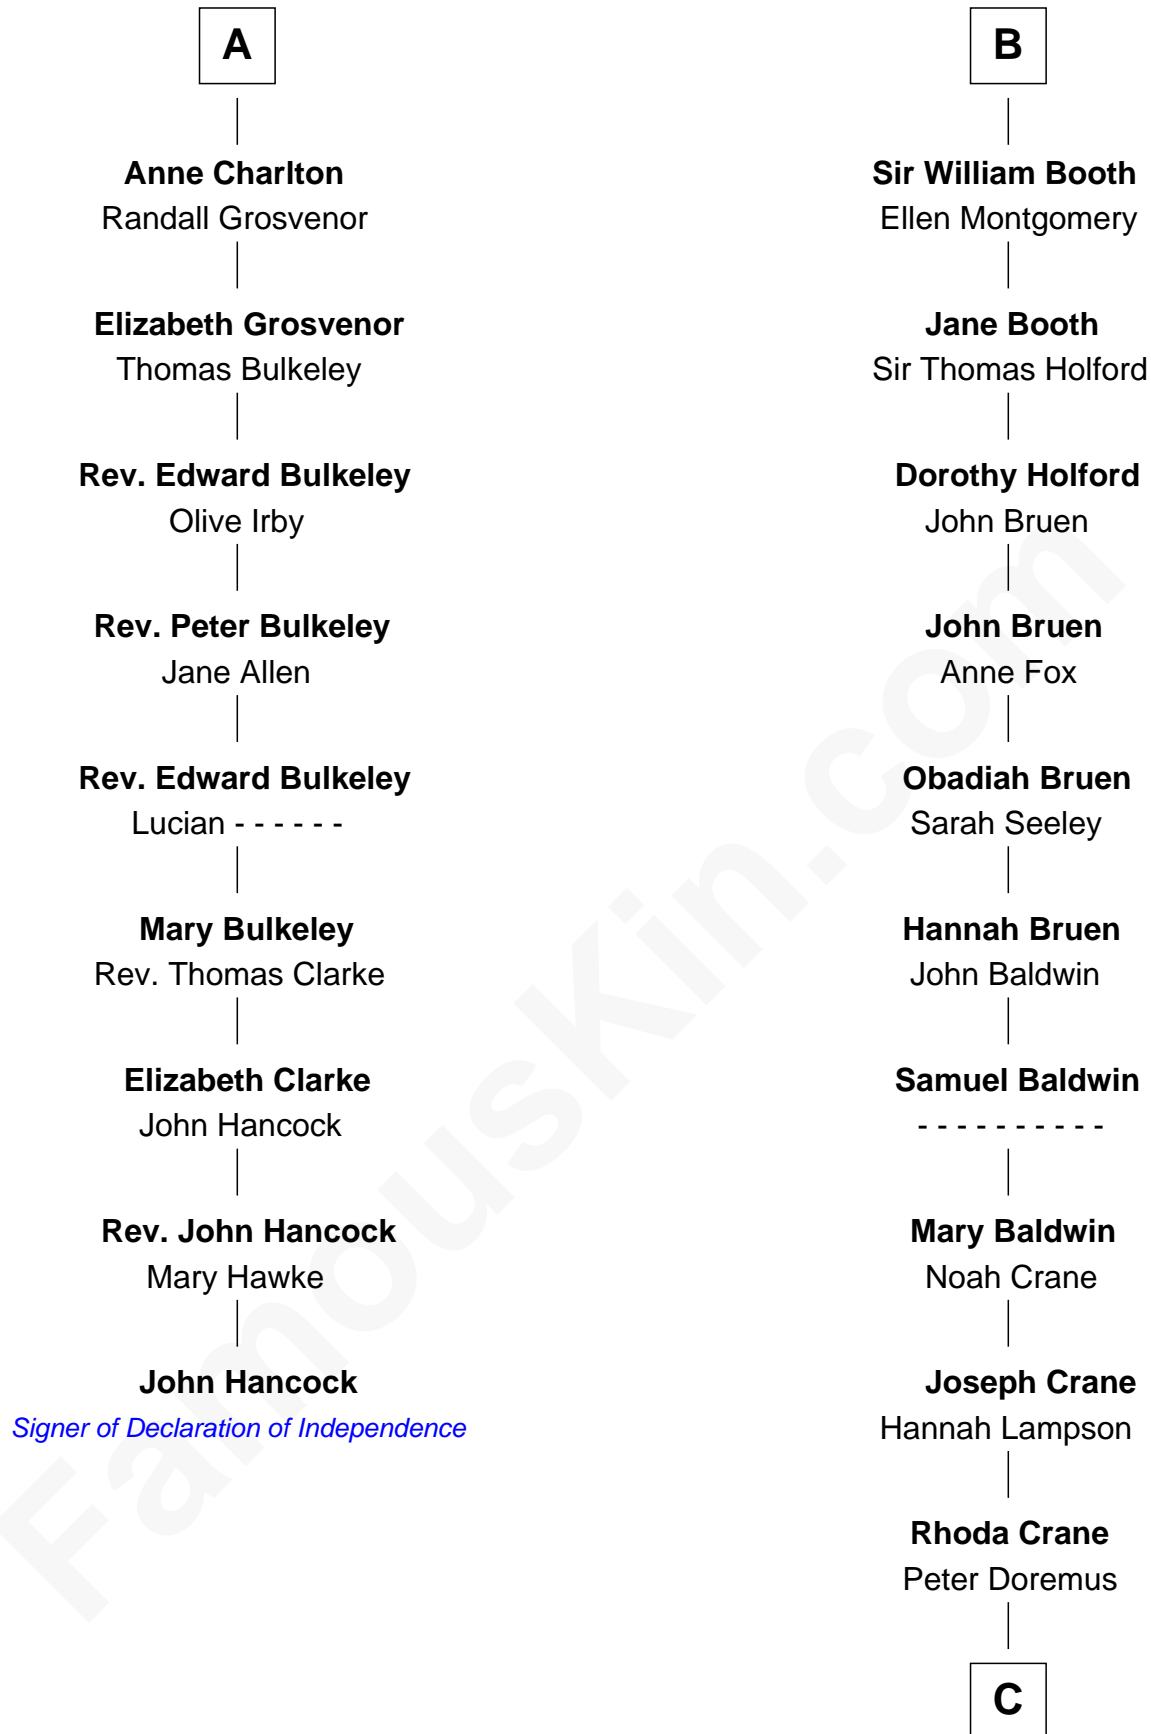 A
Anne Charlton
Randall Grosvenor
Elizabeth Grosvenor
Thomas Bulkeley
Rev. Edward Bulkeley
Olive Irby
Rev. Peter Bulkeley
Jane Allen
Rev. Edward Bulkeley
Lucian - - - - - -
Mary Bulkeley
Rev. Thomas Clarke
Elizabeth Clarke
John Hancock
Rev. John Hancock
Mary Hawke
John Hancock
Signer of Declaration of Independence
B
Sir William Booth
Ellen Montgomery
Jane Booth
Sir Thomas Holford
Dorothy Holford
John Bruen
John Bruen
Anne Fox
Obadiah Bruen
Sarah Seeley
Hannah Bruen
John Baldwin
Samuel Baldwin
- - - - - - - - - -
Mary Baldwin
Noah Crane
Joseph Crane
Hannah Lampson
Rhoda Crane
Peter Doremus
C
FamousKin.com